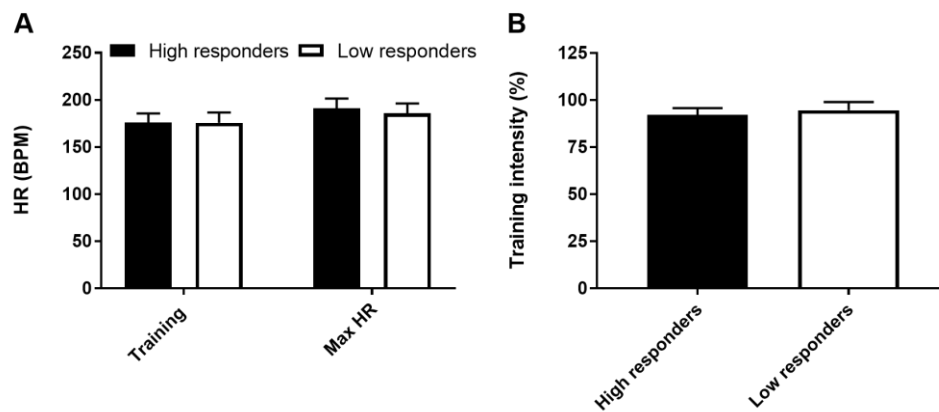 A
High responders
Low responders
HR (BPM)
250
200
150
100
50
0
Training
Max HR
B
Training intensity (%)
125
100
75
50
25
0
High responders
Low responders